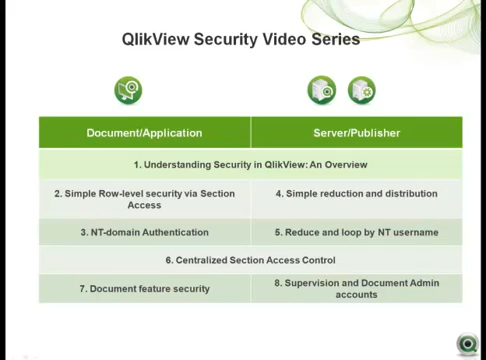 QlikView Security Video Series
Document/Application
Server/Publisher
1. Understanding Security in QlikView: An Overview
2. Simple Row-level security via Section
Access
4. Simple reduction and distribution
3. NT-domain Authentication
5. Reduce and loop by NT username
6. Centralized Section Access Control
7. Document feature security
8. Supervision and Document Admin
accounts